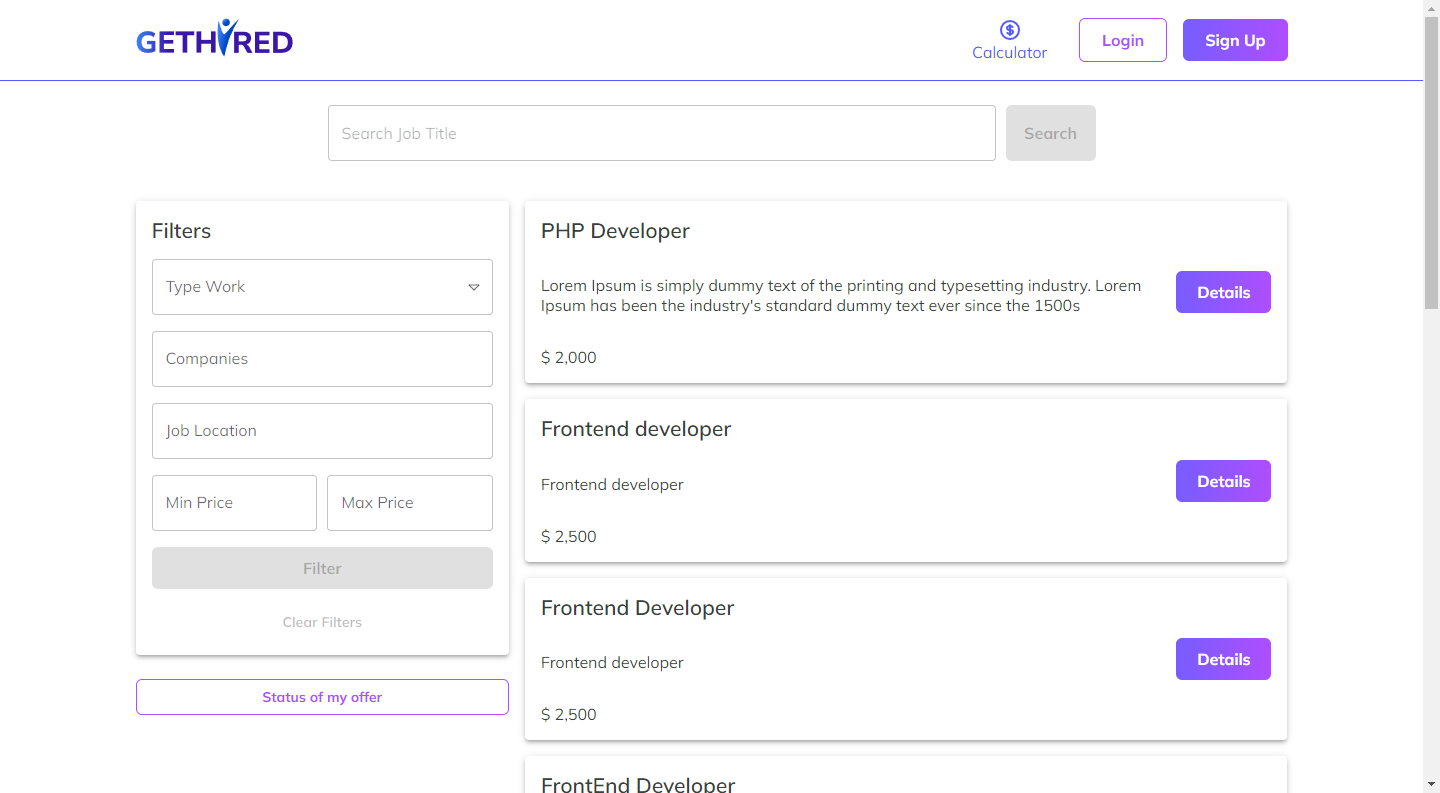 GETHIRED
Calculator
Login
Sign Up
Search Job Title
Search
Filters
Type Work
Companies
Job Location
Min Price
Max Price
Filter
Clear Filters
Status of my offer
PHP Developer
Lorem Ipsum is simply dummy text of the printing and typesetting industry. Lorem
Ipsum has been the industry's standard dummy text ever since the 1500s
Details
$ 2,000
Frontend developer
Frontend developer
Details
$ 2,500
Frontend Developer
Frontend developer
Details
$ 2,500
FrontEnd Developer